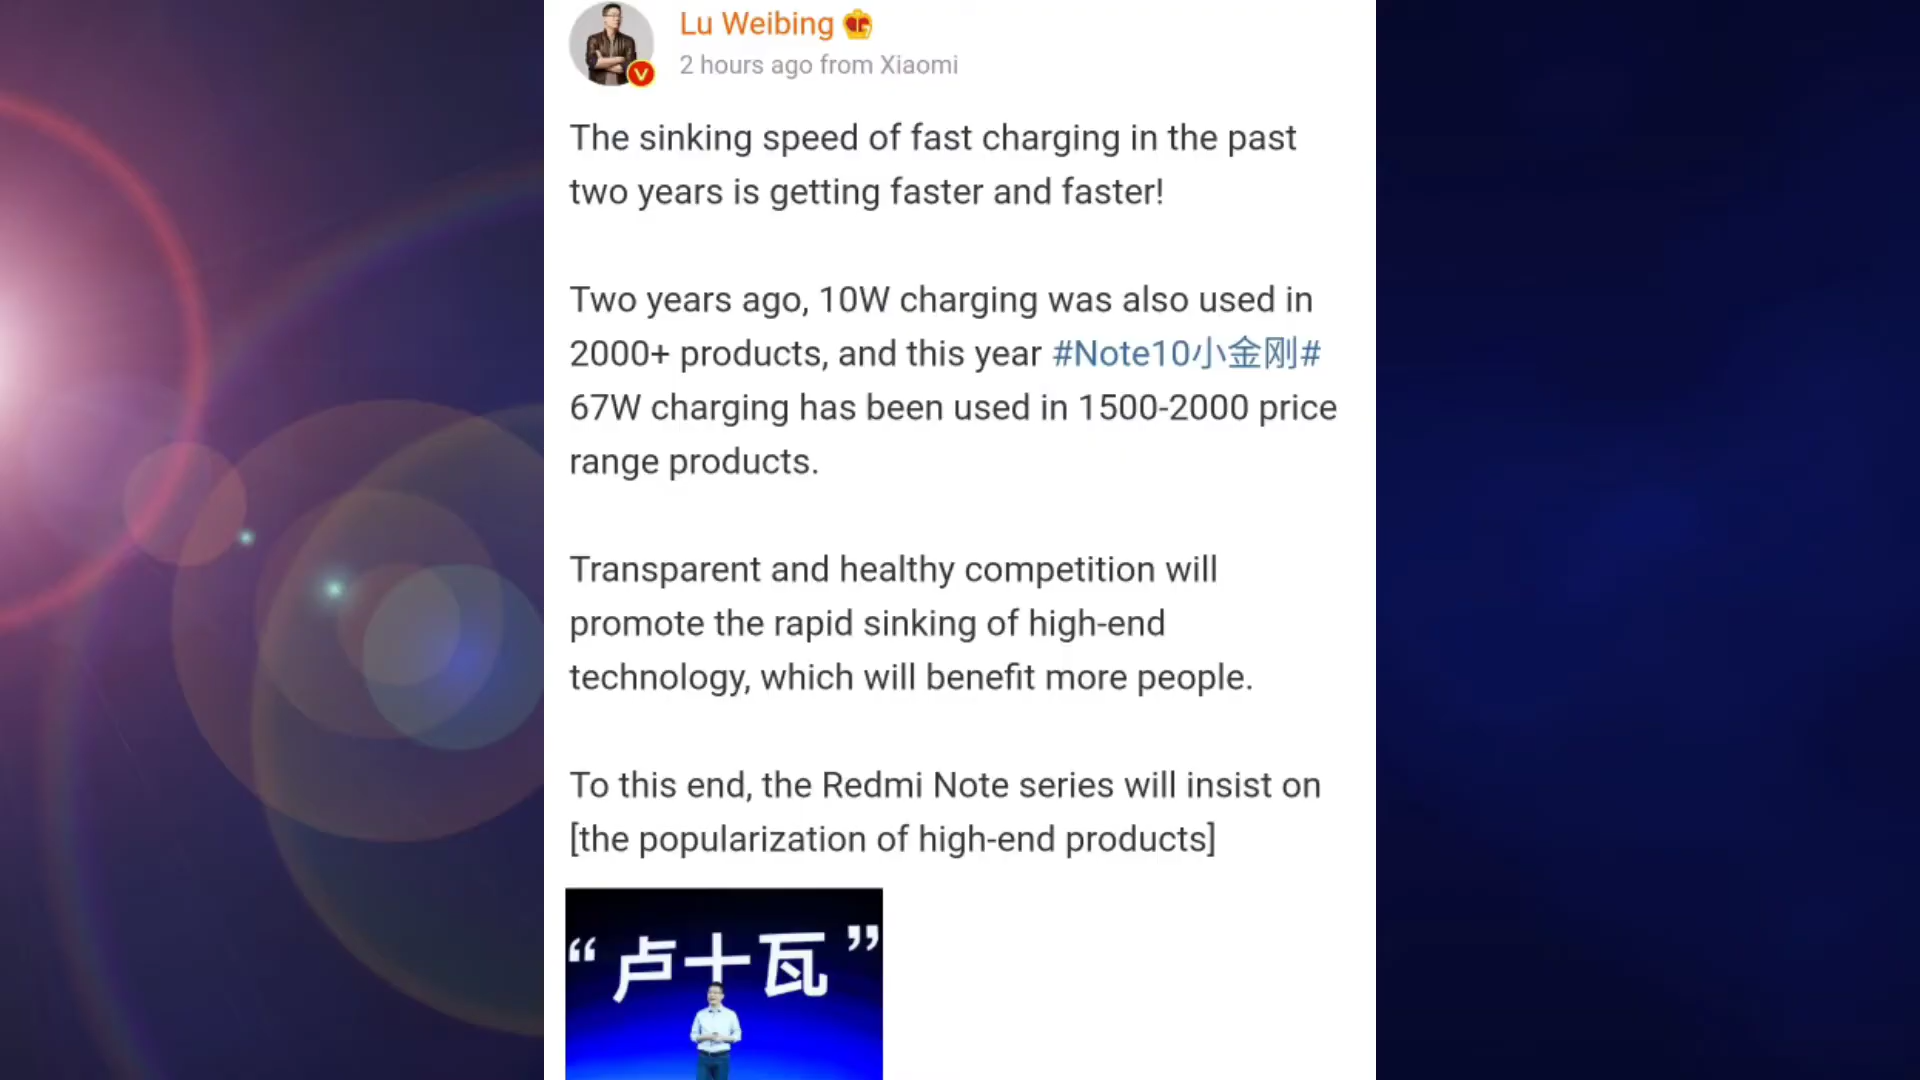 Lu Weibing
2 hours ago from Xiaomi
The sinking speed of fast charging in the past
two years is getting faster and faster!
Two years ago, 10W charging was also used in
2000+ products, and this year #Note10小金刚#
67W charging has been used in 1500-2000 price
range products.
Transparent and healthy competition will
promote the rapid sinking of high-end
technology, which will benefit more people.
To this end, the Redmi Note series will insist on
[the popularization of high-end products]
“卢十瓦”